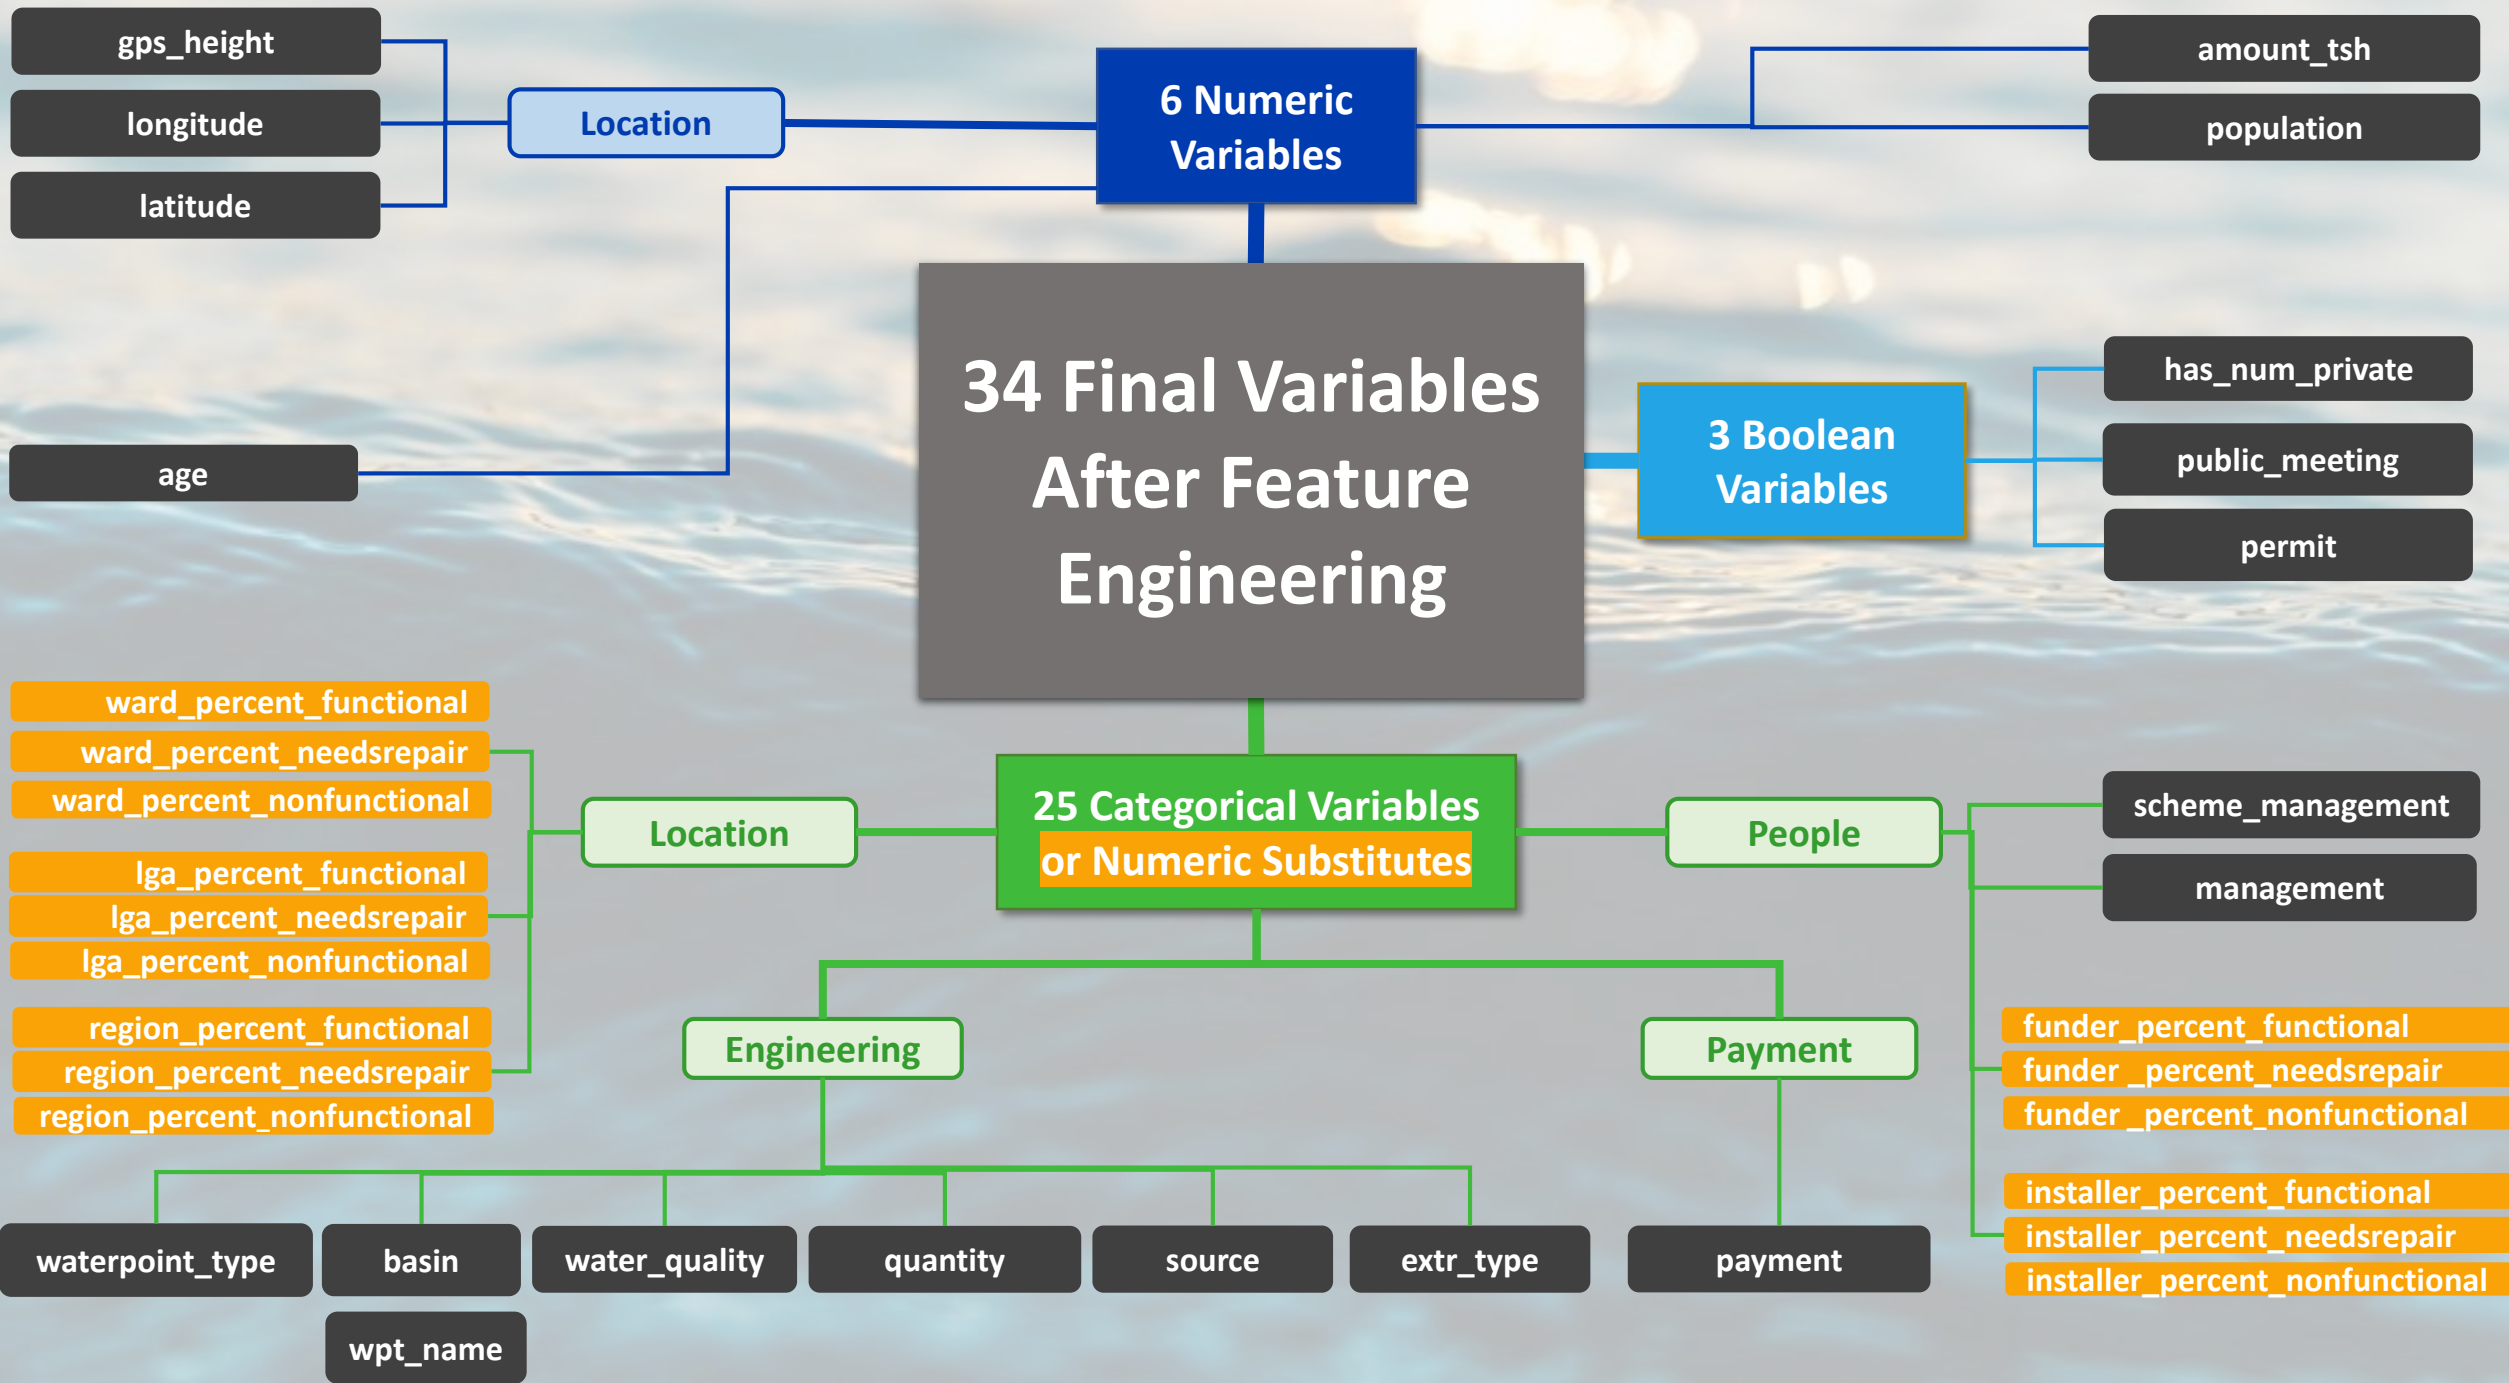 gps_height
longitude
latitude
Location
6 Numeric
Variables
amount_tsh
population
age
34 Final Variables
After Feature
Engineering
3 Boolean
Variables
has_num_private
public_meeting
permit
ward_percent_functional
ward_percent_needsrepair
ward_percent_nonfunctional
lga_percent_functional
lga_percent_needsrepair
lga_percent_nonfunctional
region_percent_functional
region_percent_needsrepair
region_percent_nonfunctional
Location
25 Categorical Variables
or Numeric Substitutes
People
scheme_management
management
funder_percent_functional
funder _percent_needsrepair
funder _percent_nonfunctional
installer_percent_functional
installer_percent_needsrepair
installer_percent_nonfunctional
Engineering
Payment
waterpoint_type
basin
water_quality
quantity
source
extr_type
payment
wpt_name